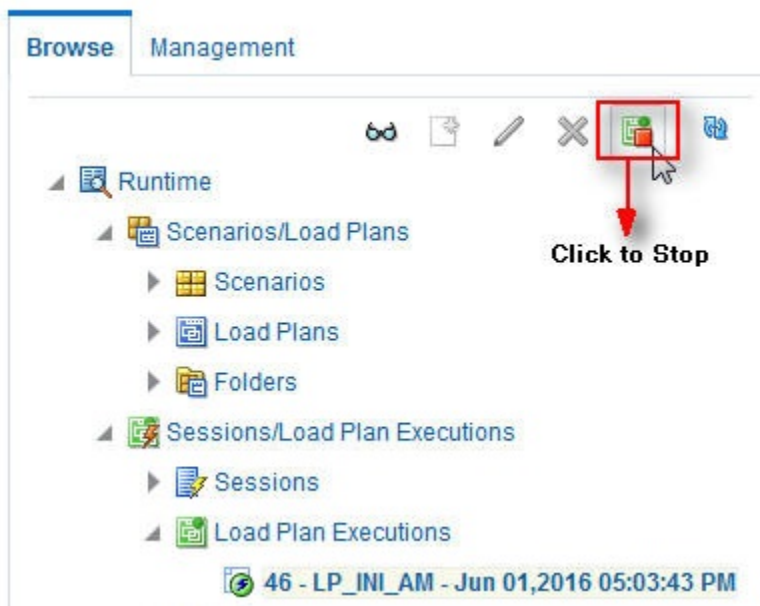 Browse Management
Runtime
Scenarios/Load Plans
Click to Stop
Scenarios
Load Plans
Folders
Sessions/Load Plan Executions
Sessions
Load Plan Executions
46 - LP_INI_AM - Jun 01,2016 05:03:43 PM